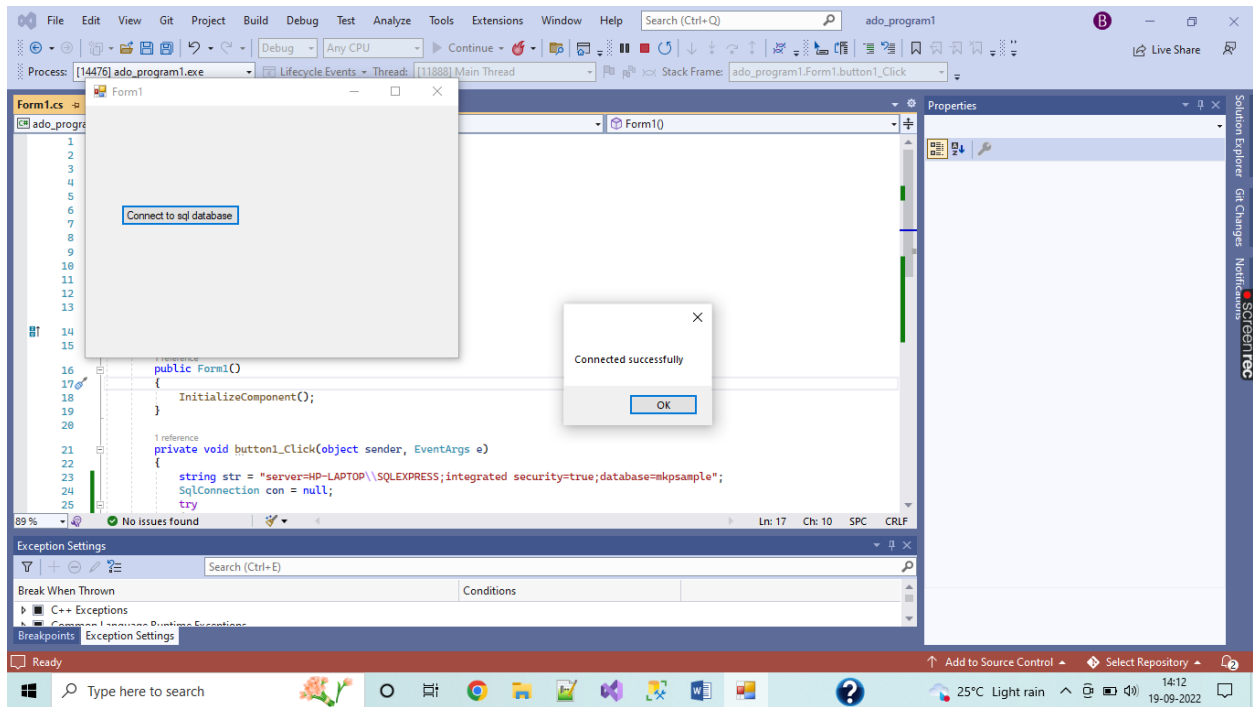 File Edit View Git Project Build Debug Test Analyze Tools Extensions Window Help Search (Ctrl+Q) ado_program1 B
Debug Any CPU Continue Live Share
Process: [14476] ado_program1.exe Lifecycle Events Thread: [11888] Main Thread Stack Frame: ado_program1.Form1.button1_Click
Form1
Form1.cs
ado_progra
Form1()
Properties
Solution Explorer
Git Changes
Notifications
screenrec
Connect to sql database
Connected successfully
OK
1
2
3
4
5
6
7
8
9
10
11
12
13
14
15
1 reference
16 public Form1()
17 {
18 InitializeComponent();
19 }
20
1 reference
21 private void button1_Click(object sender, EventArgs e)
22 {
23 string str = "server=HP-LAPTOP\\SQLEXPRESS;integrated security=true;database=mkpsample";
24 SqlConnection con = null;
25 try
89 % No issues found Ln: 17 Ch: 10 SPC CRLF
Exception Settings
Search (Ctrl+E)
Break When Thrown Conditions
C++ Exceptions
Common Language Runtime Exceptions
Breakpoints Exception Settings
Ready Add to Source Control Select Repository 2
Type here to search 25°C Light rain 14:12
19-09-2022